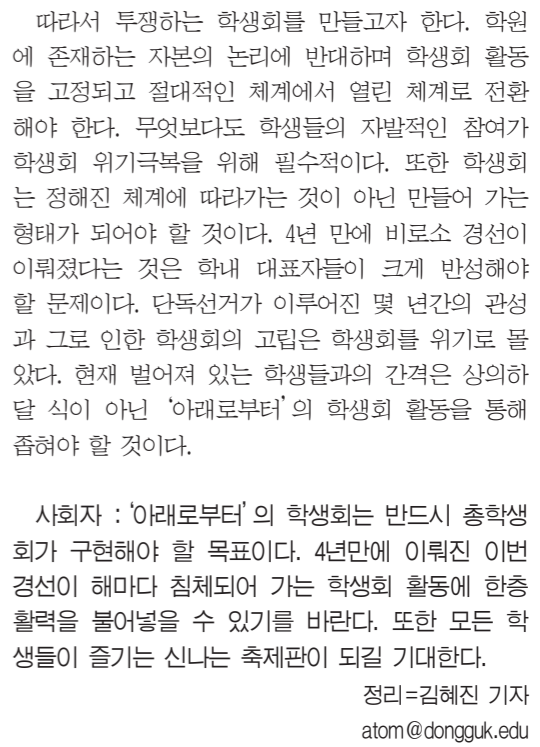 따라서 투쟁하는 학생회를 만들고자 한다. 학원
에 존재하는 자본의 논리에 반대하며 학생회 활동
을 고정되고 절대적인 체계에서 열린 체계로 전환
해야 한다. 무엇보다도 학생들의 자발적인 참여가
학생회 위기극복을 위해 필수적이다. 또한 학생회
는 정해진 체계에 따라가는 것이 아닌 만들어 가는
형태가 되어야 할 것이다. 4년 만에 비로소 경선이
이뤄졌다는 것은 학내 대표자들이 크게 반성해야
할 문제이다. 단독선거가 이루어진 몇 년간의 관성
과 그로 인한 학생회의 고립은 학생회를 위기로 몰
았다. 현재 벌어져 있는 학생들과의 간격은 상의하
달 식이 아닌 ‘아래로부터’의 학생회 활동을 통해
좁혀야 할 것이다.
사회자 : ‘아래로부터’의 학생회는 반드시 총학생
회가 구현해야 할 목표이다. 4년만에 이뤄진 이번
경선이 해마다 침체되어 가는 학생회 활동에 한층
활력을 불어넣을 수 있기를 바란다. 또한 모든 학
생들이 즐기는 신나는 축제판이 되길 기대한다.
정리=김혜진 기자
atom@dongguk.edu